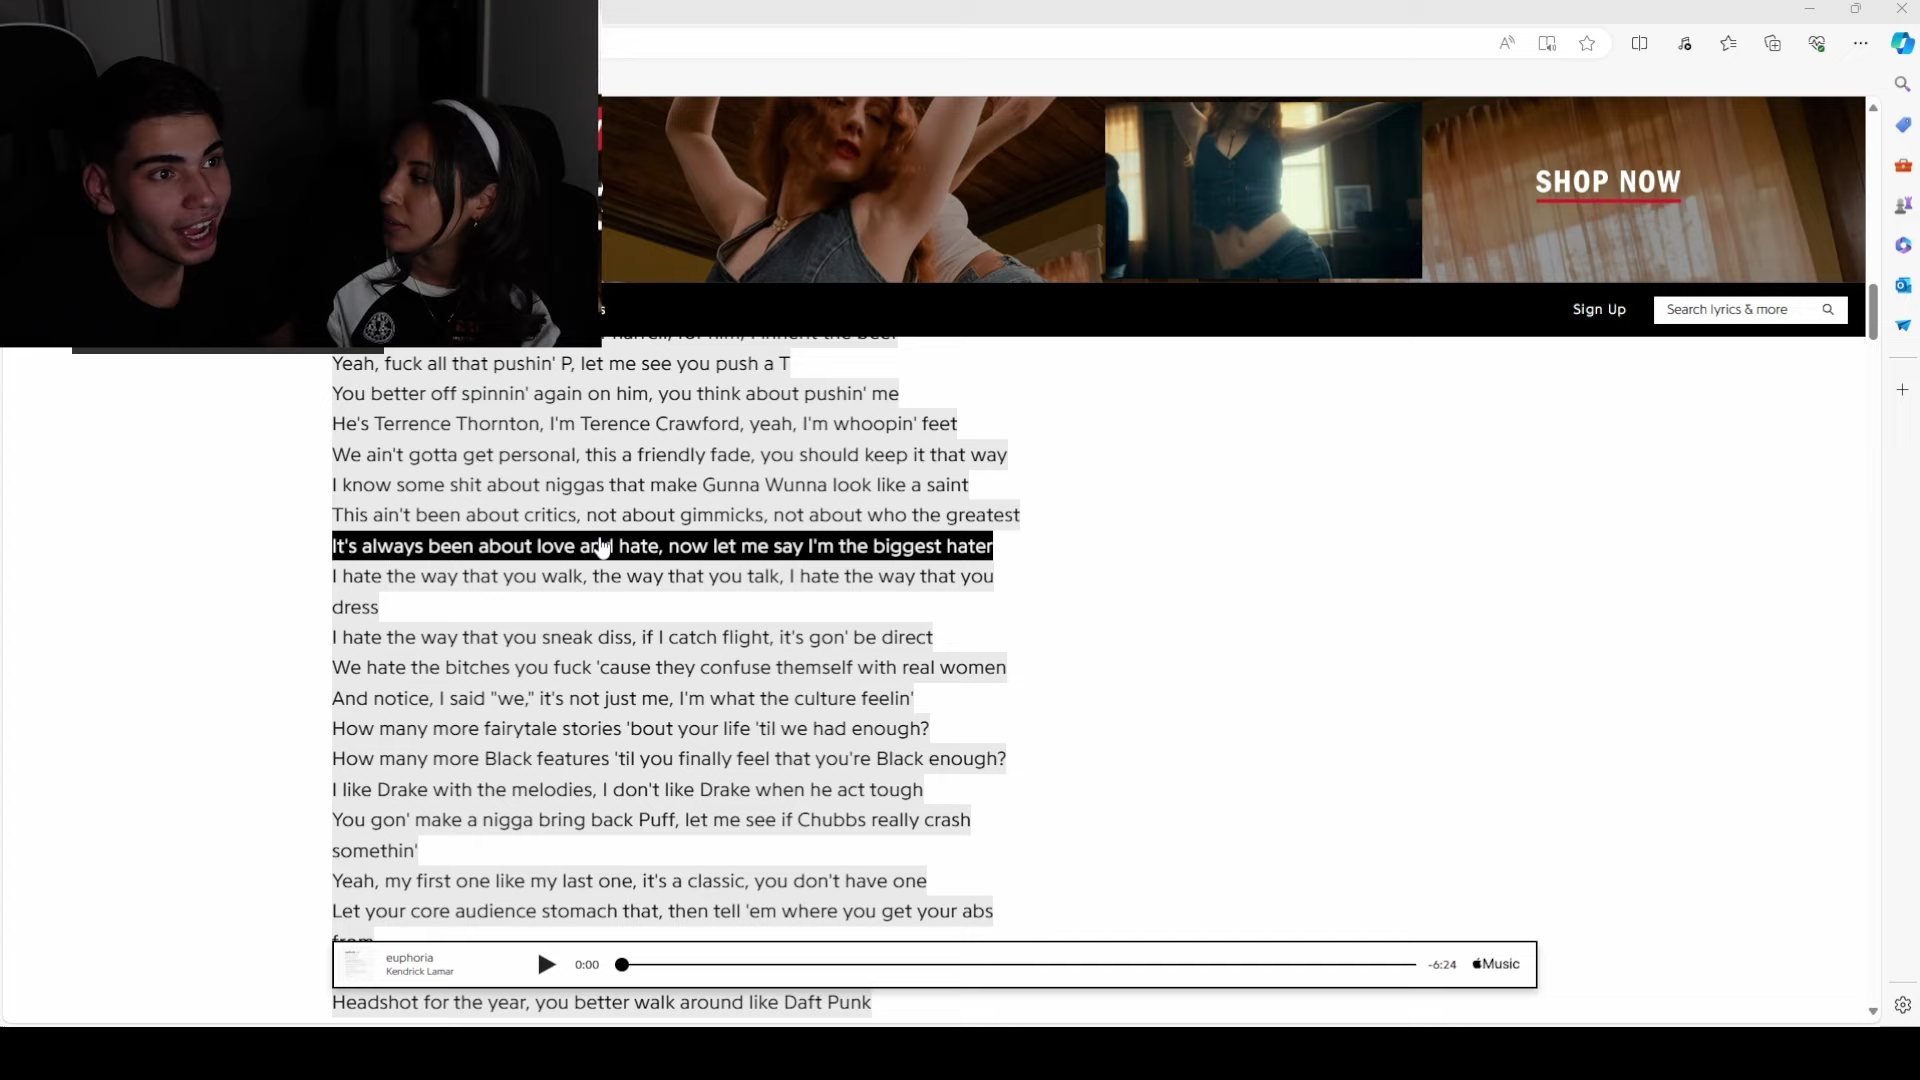 SHOP NOW
Sign Up
Search lyrics & more
Yeah, fuck all that pushin' P, let me see you push a T
You better off spinnin' again on him, you think about pushin' me
He's Terrence Thornton, I'm Terence Crawford, yeah, I'm whoopin' feet
We ain't gotta get personal, this a friendly fade, you should keep it that way
I know some shit about niggas that make Gunna Wunna look like a saint
This ain't been about critics, not about gimmicks, not about who the greatest
It's always been about love and hate, now let me say I'm the biggest hater
I hate the way that you walk, the way that you talk, I hate the way that you
dress
I hate the way that you sneak diss, if I catch flight, it's gon' be direct
We hate the bitches you fuck 'cause they confuse themself with real women
And notice, I said "we," it's not just me, I'm what the culture feelin'
How many more fairytale stories 'bout your life 'til we had enough?
How many more Black features 'til you finally feel that you're Black enough?
I like Drake with the melodies, I don't like Drake when he act tough
You gon' make a nigga bring back Puff, let me see if Chubbs really crash
somethin'
Yeah, my first one like my last one, it's a classic, you don't have one
Let your core audience stomach that, then tell 'em where you get your abs
from
euphoria
Kendrick Lamar
0:00
-6:24
Music
Headshot for the year, you better walk around like Daft Punk